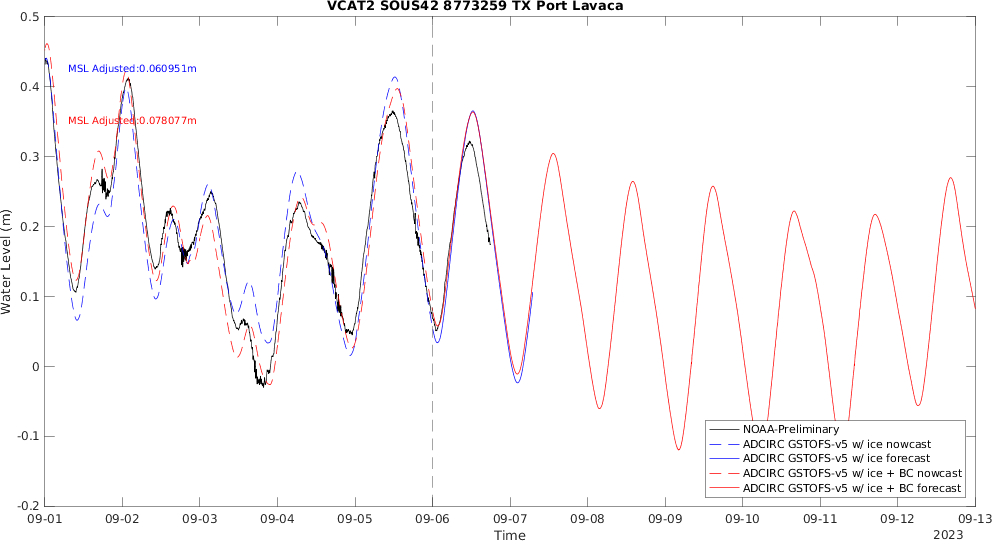 VCAT2 SOUS42 8773259 TX Port Lavaca
Water Level (m)
0.5
0.4
0.3
0.2
0.1
0
-0.1
-0.2
MSL Adjusted:0.060951m
MSL Adjusted:0.078077m
NOAA-Preliminary
ADCIRC GSTOFS-v5 w/ ice nowcast
ADCIRC GSTOFS-v5 w/ ice forecast
ADCIRC GSTOFS-v5 w/ ice + BC nowcast
ADCIRC GSTOFS-v5 w/ ice + BC forecast
09-01 09-02 09-03 09-04 09-05 09-06 09-07 09-08 09-09 09-10 09-11 09-12 09-13
Time
2023